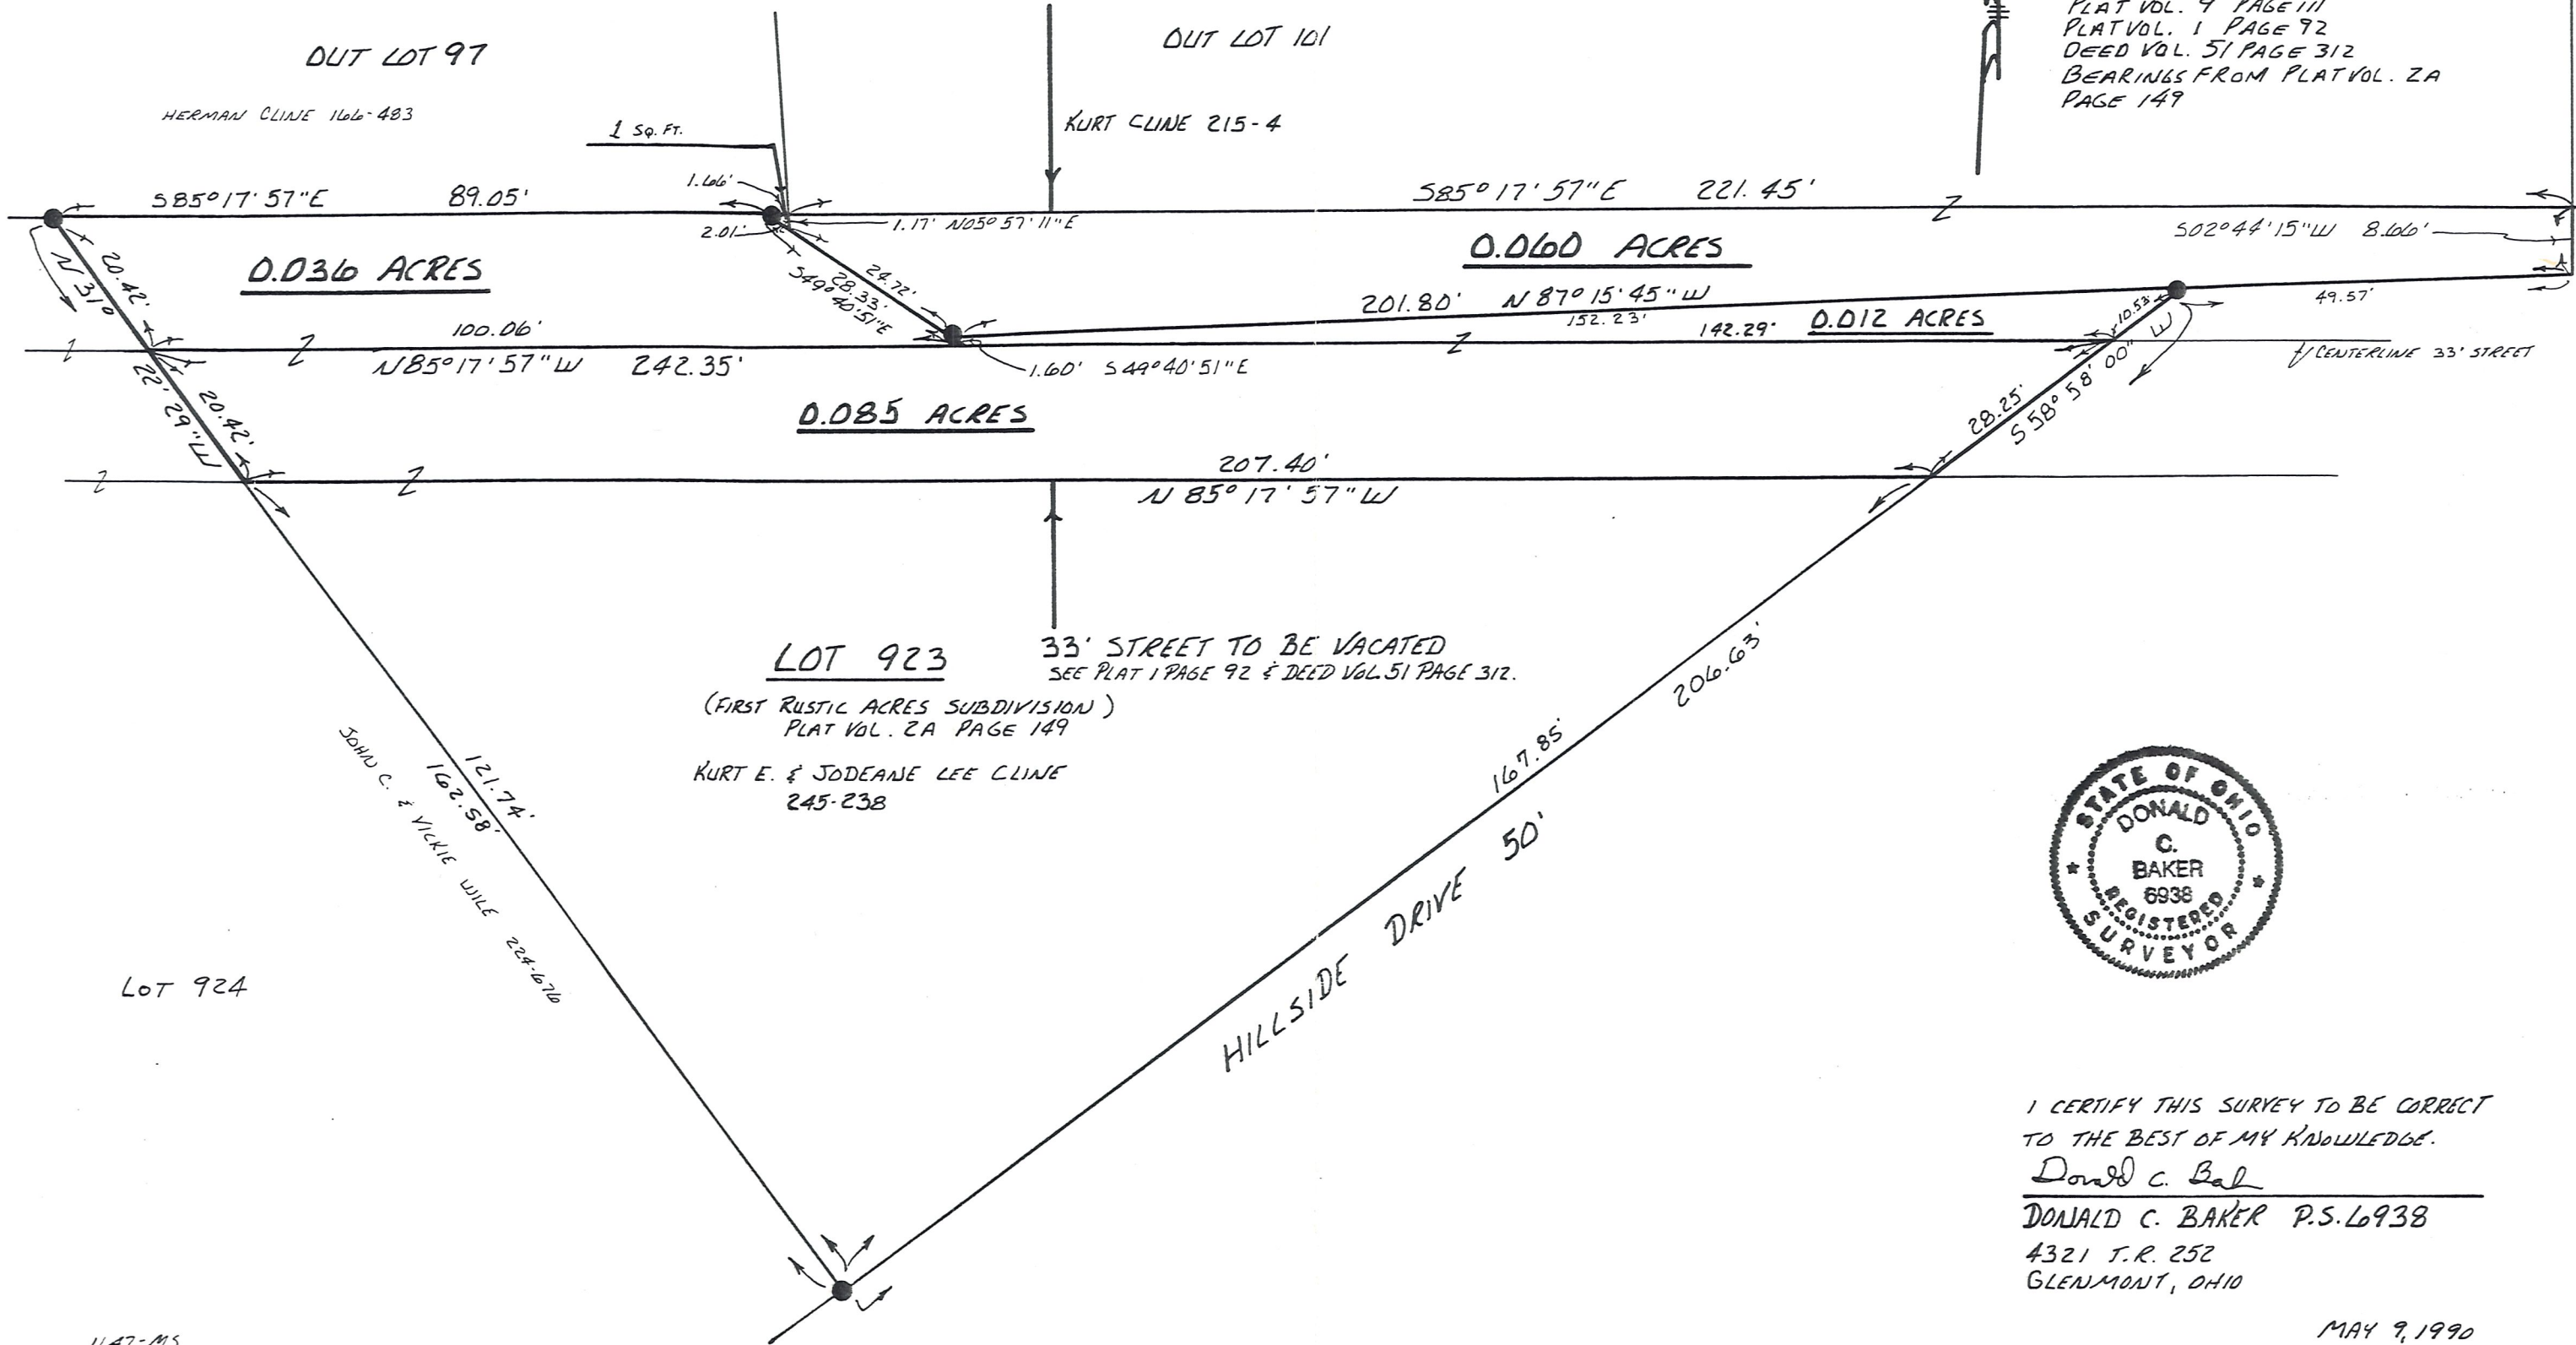 PLAT VOL. 9 PAGE 111
PLAT VOL. 1 PAGE 92
DEED VOL. 51 PAGE 312
BEARINGS FROM PLAT VOL. 2A
PAGE 149
OUT LOT 97
OUT LOT 101
HERMAN CLINE 166-483
1 SQ. FT.
KURT CLINE 215-4
S85°17'57"E 89.05'
1.66'
S85°17'57"E 221.45'
2.01'
1.17' N05°57'11"E
S02°44'15"W 8.66'
0.036 ACRES
0.060 ACRES
20.42'
N 31°
24.72'
28.33'
S49°40'51"E
201.80' N 87°15'45"W
152.23'
49.57'
10.53'
100.06'
142.29'
0.012 ACRES
N85°17'57"W 242.35'
1.60' S49°40'51"E
℄ CENTERLINE 33' STREET
20.42'
22' 29"W
0.085 ACRES
28.25'
S 58° 58' 00" W
207.40'
N 85°17'57"W
LOT 923
33' STREET TO BE VACATED
SEE PLAT 1 PAGE 92 & DEED VOL.51 PAGE 312.
(FIRST RUSTIC ACRES SUBDIVISION)
PLAT VOL. 2A PAGE 149
KURT E. & JODEANE LEE CLINE
245-238
206.63'
167.85'
121.74'
162.58'
JOHN C. & VICKIE WILE 224-676
HILLSIDE DRIVE 50'
LOT 924
STATE OF OHIO
DONALD
C.
BAKER
6938
REGISTERED
SURVEYOR
I CERTIFY THIS SURVEY TO BE CORRECT
TO THE BEST OF MY KNOWLEDGE.
Donald C. Bak
DONALD C. BAKER P.S.6938
4321 T.R. 252
GLENMONT, OHIO
MAY 9, 1990